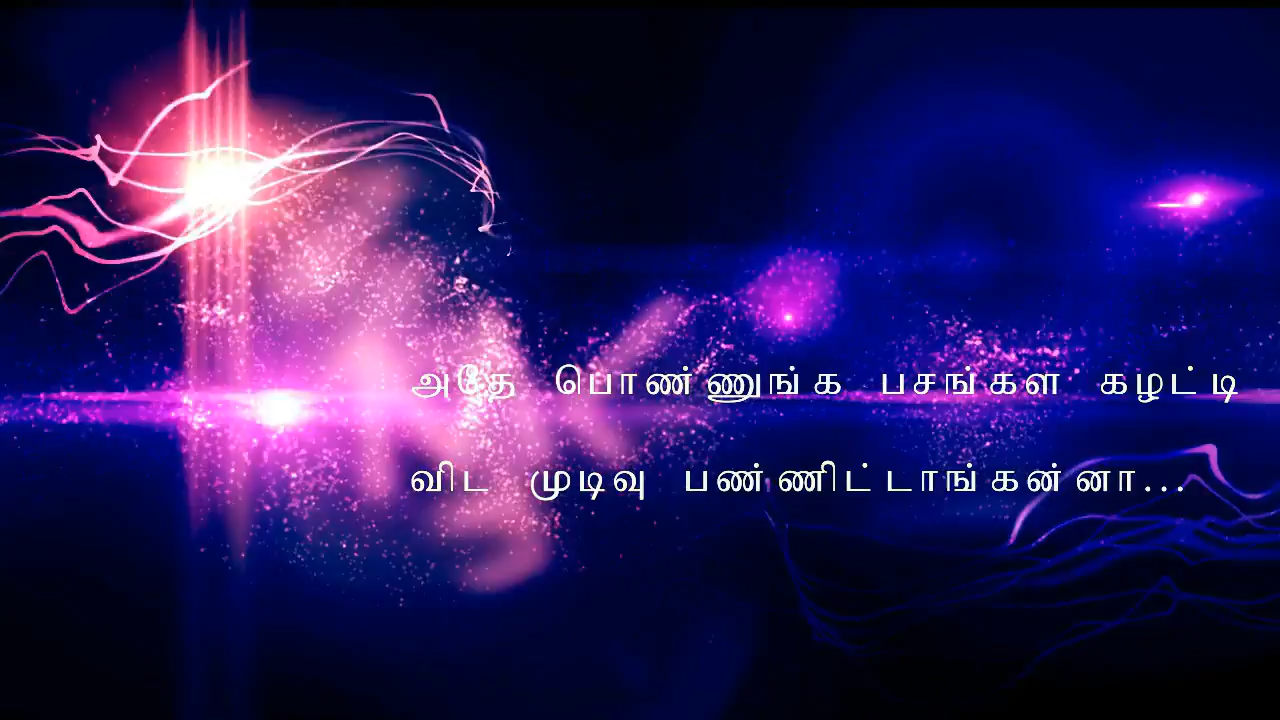 அதே பொண்ணுங்க பசங்கள கழட்டி
விட முடிவு பண்ணிட்டாங்கன்னா...